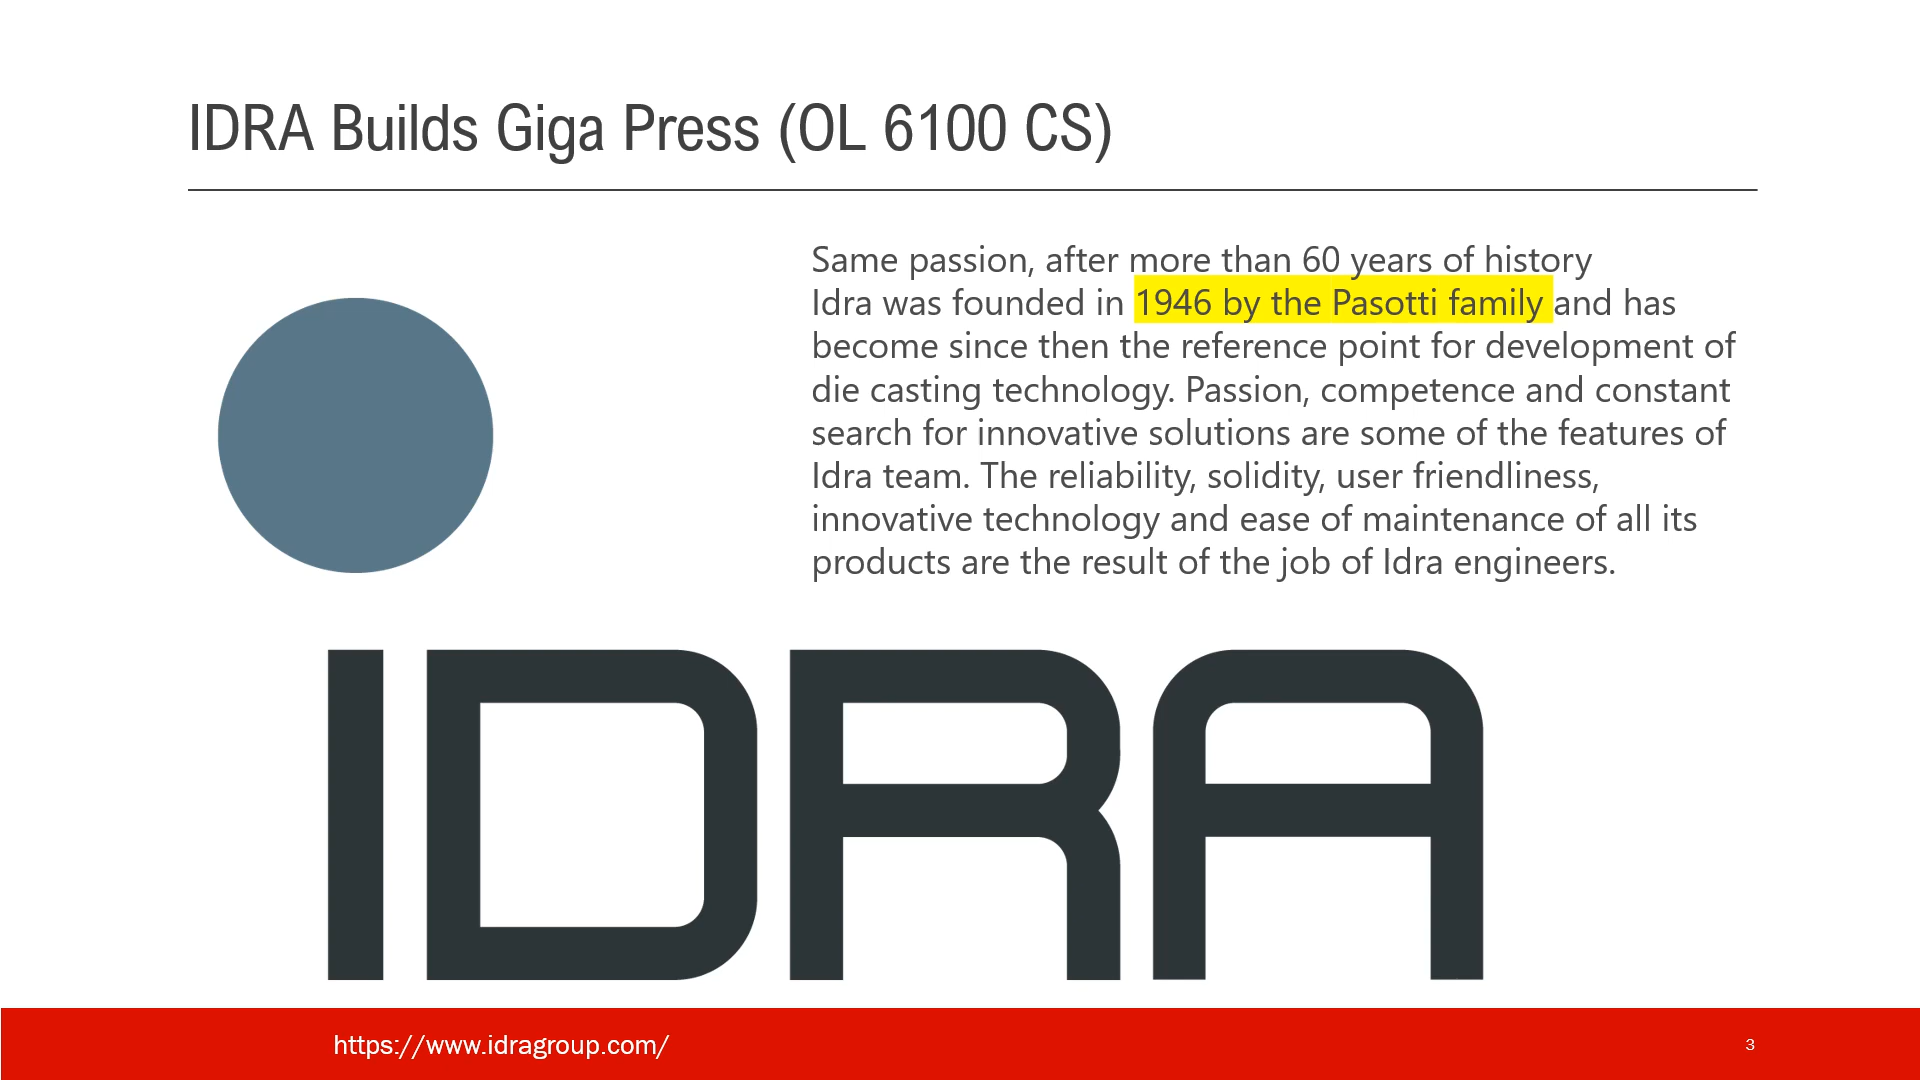 IDRA Builds Giga Press (OL 6100 CS)
Same passion, after more than 60 years of history
Idra was founded in 1946 by the Pasotti family and has
become since then the reference point for development of
die casting technology. Passion, competence and constant
search for innovative solutions are some of the features of
Idra team. The reliability, solidity, user friendliness,
innovative technology and ease of maintenance of all its
products are the result of the job of Idra engineers.
IDRA
https://www.idragroup.com/
3